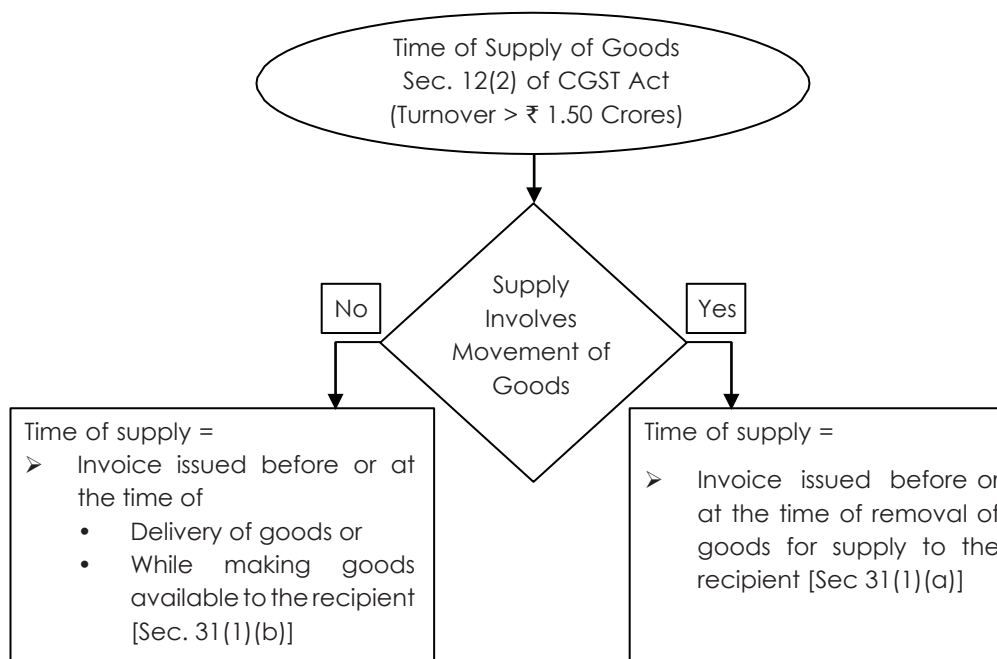 Time of Supply of Goods
Sec. 12(2) of CGST Act
(Turnover > ₹ 1.50 Crores)
Supply
Involves
Movement of
Goods
No
Yes
Time of supply =
➢ Invoice issued before or at
the time of
• Delivery of goods or
• While making goods
available to the recipient
[Sec. 31(1)(b)]
Time of supply =
➢ Invoice issued before or
at the time of removal of
goods for supply to the
recipient [Sec 31(1)(a)]